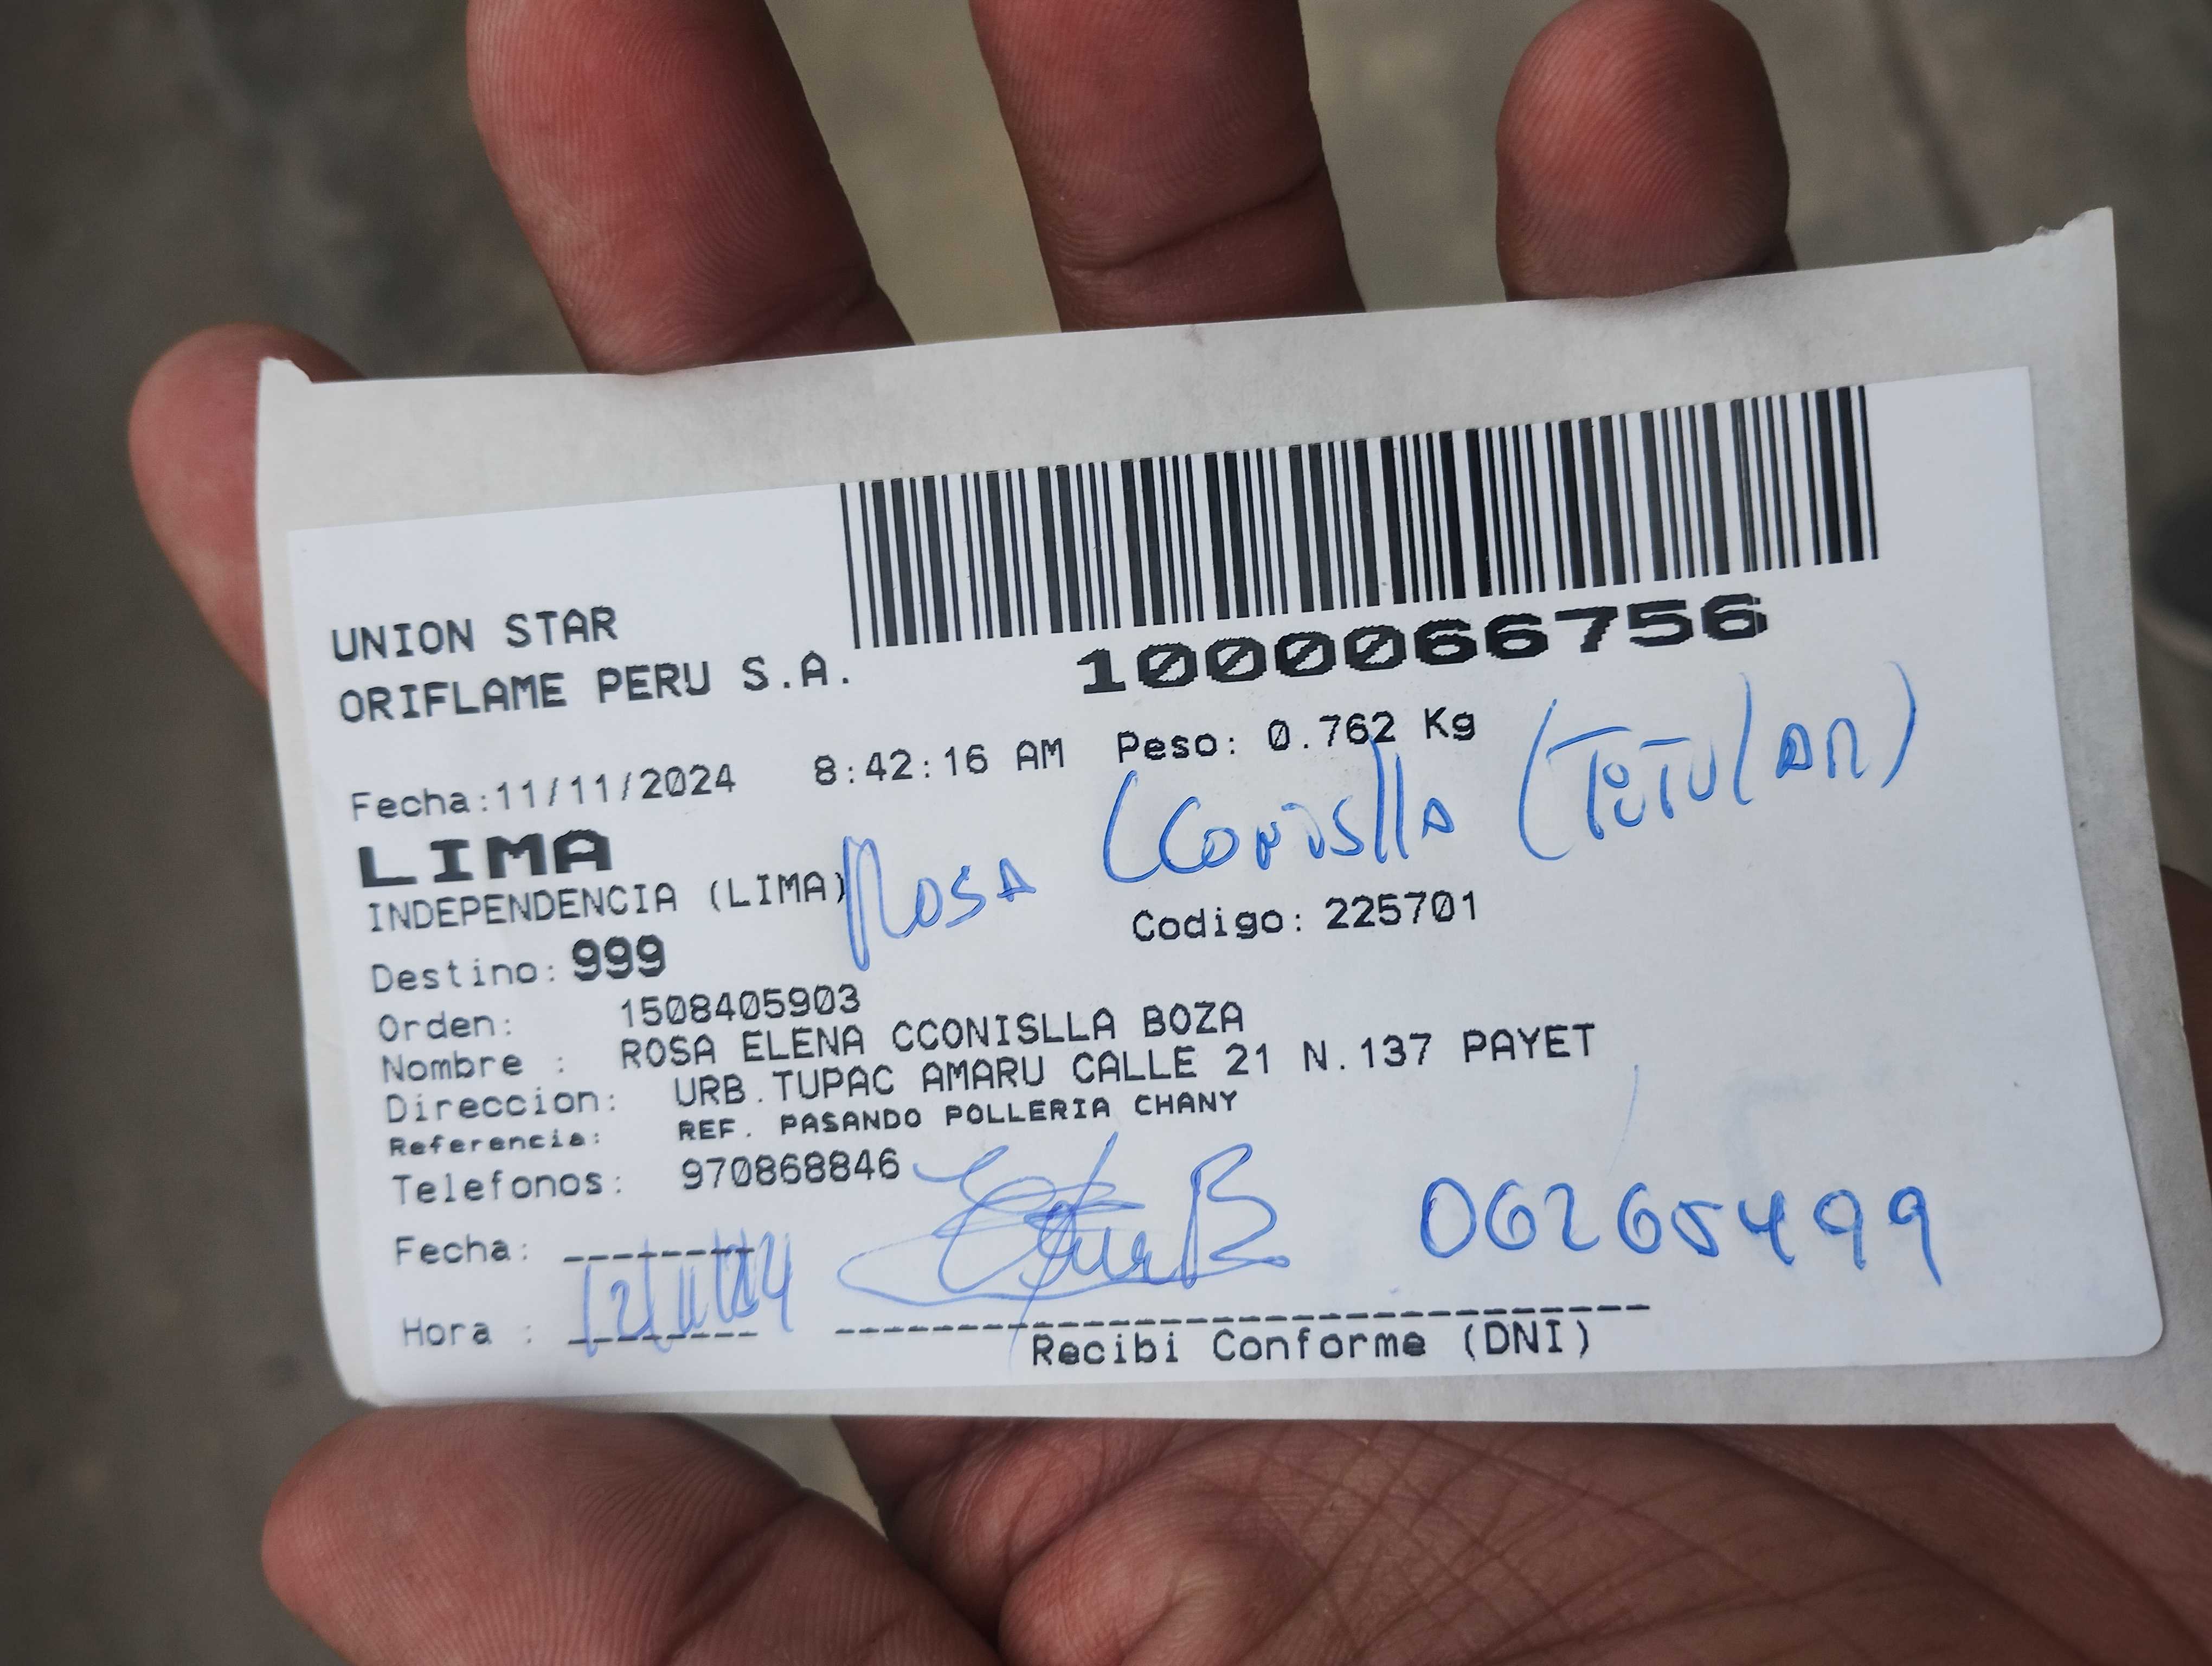 UNION STAR
ORIFLAME PERU S.A.
1000066756
Fecha:11/11/2024 8:42:16 AM Peso: 0.762 Kg
LIMA
Rosa CConislla (Titular)
INDEPENDENCIA (LIMA)
Codigo: 225701
Destino: 999
Orden: 1508405903
Nombre : ROSA ELENA CCONISLLA BOZA
Direccion: URB.TUPAC AMARU CALLE 21 N.137 PAYET
Referencia: REF. PASANDO POLLERIA CHANY
Telefonos: 970868846
06265499
Fecha:
12/11/24
Hora :
Recibi Conforme (DNI)